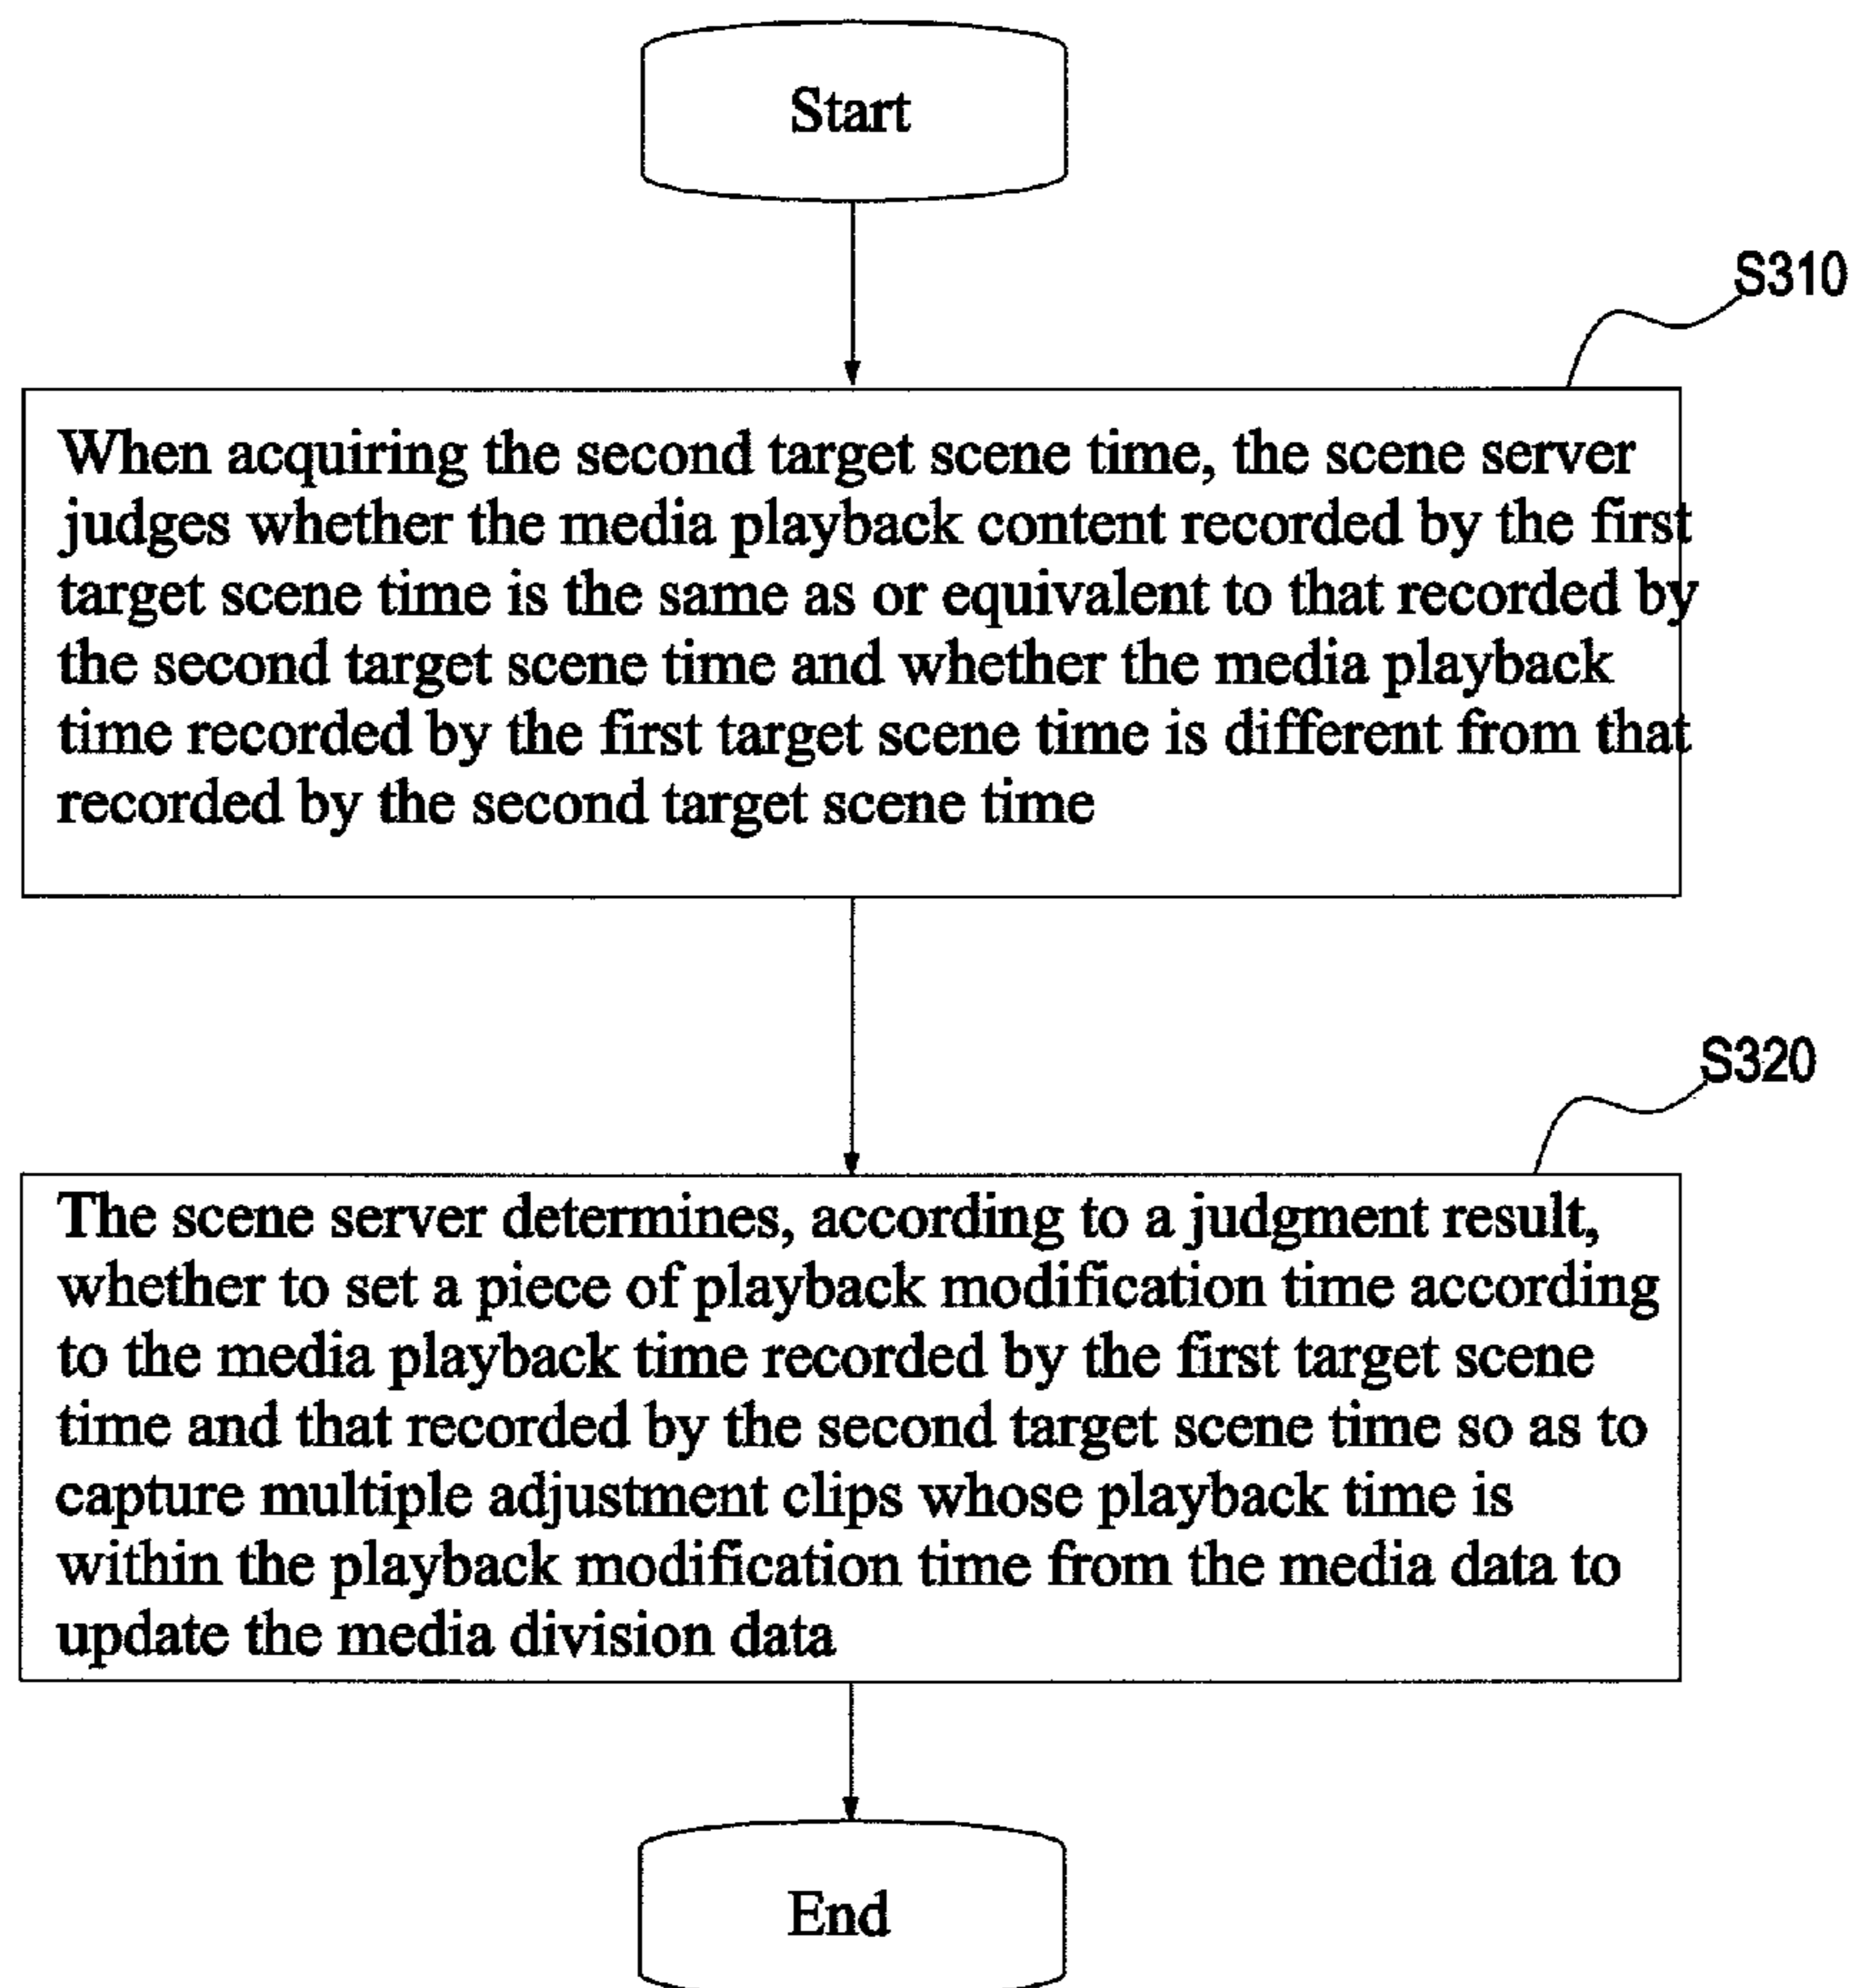 Start
S310
When acquiring the second target scene time, the scene server
judges whether the media playback content recorded by the first
target scene time is the same as or equivalent to that recorded by
the second target scene time and whether the media playback
time recorded by the first target scene time is different from that
recorded by the second target scene time
S320
The scene server determines, according to a judgment result,
whether to set a piece of playback modification time according
to the media playback time recorded by the first target scene
time and that recorded by the second target scene time so as to
capture multiple adjustment clips whose playback time is
within the playback modification time from the media data to
update the media division data
End